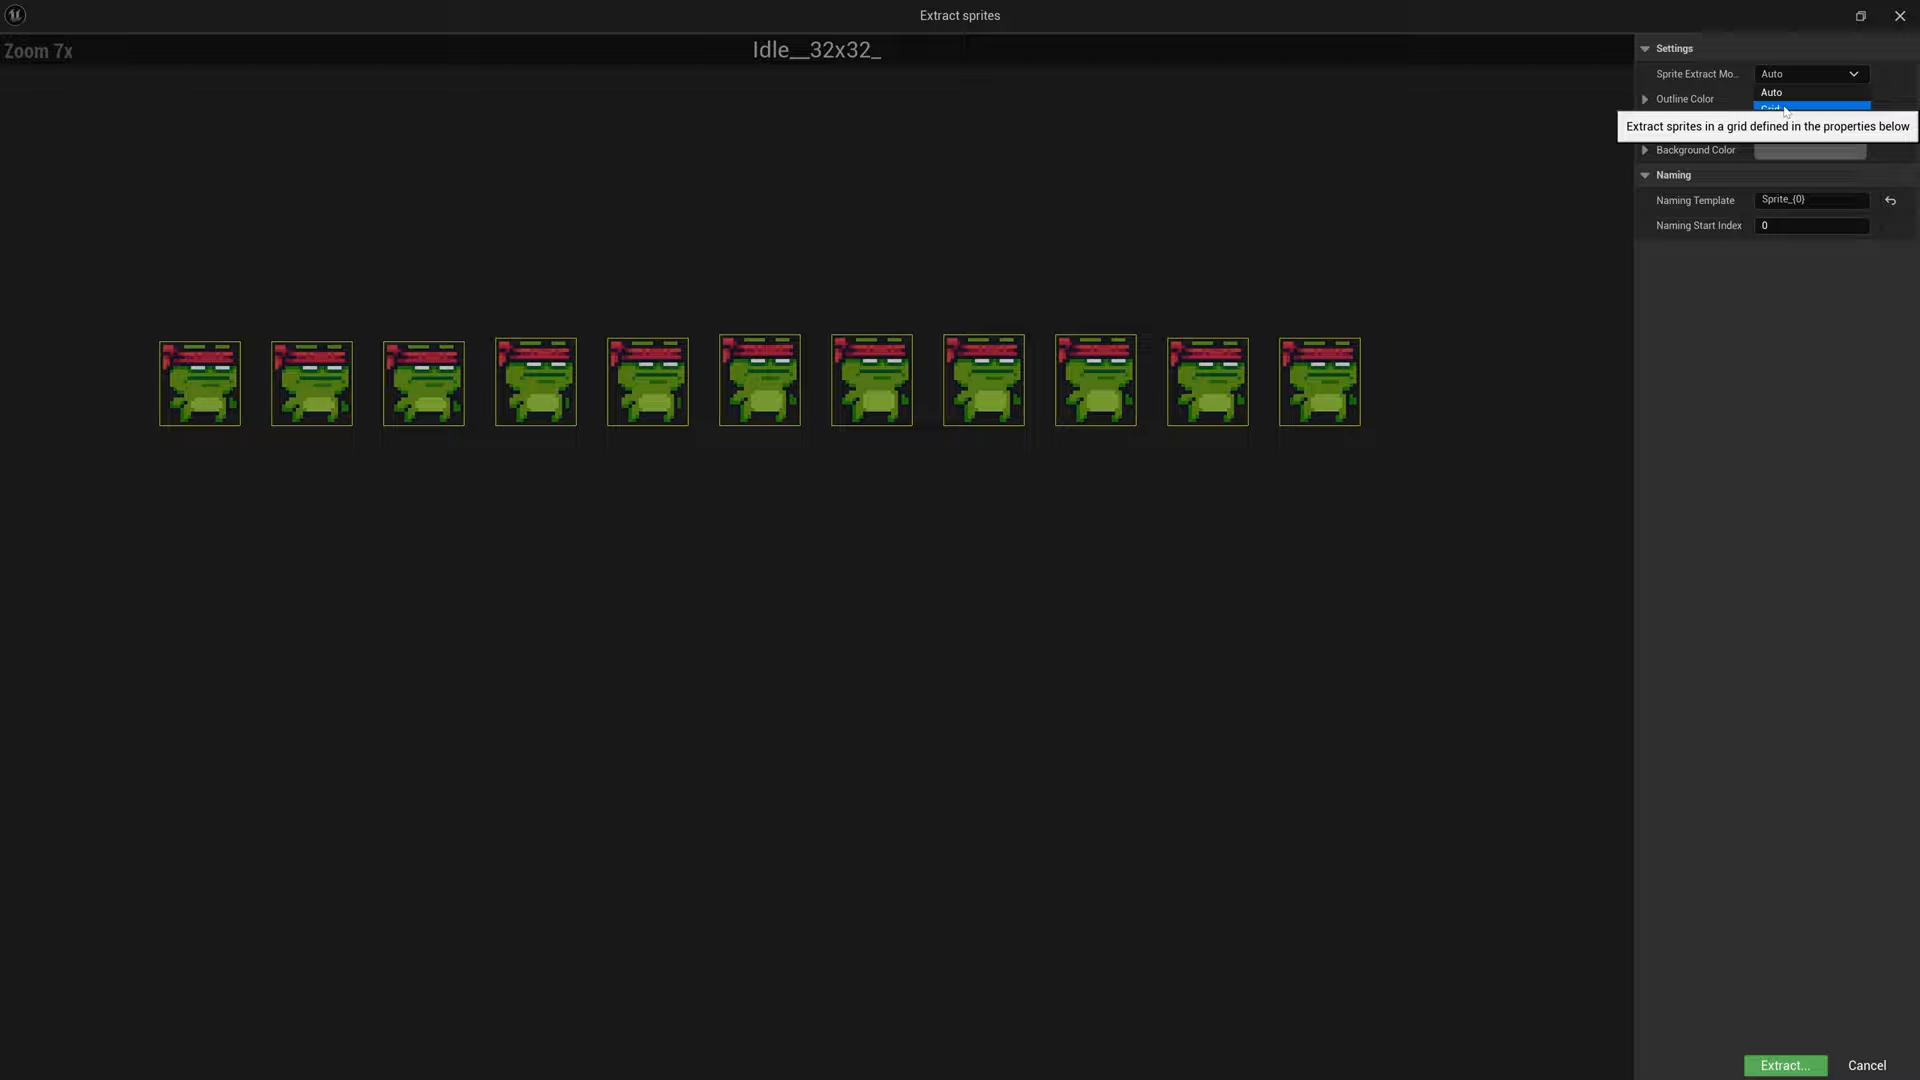 Extract sprites
Zoom 7x
Idle__32x32_
Settings
Sprite Extract Mo...
Auto
Auto
Outline Color
Grid
Extract sprites in a grid defined in the properties below
Background Color
Naming
Naming Template
Sprite_{0}
Naming Start Index
0
Extract...
Cancel